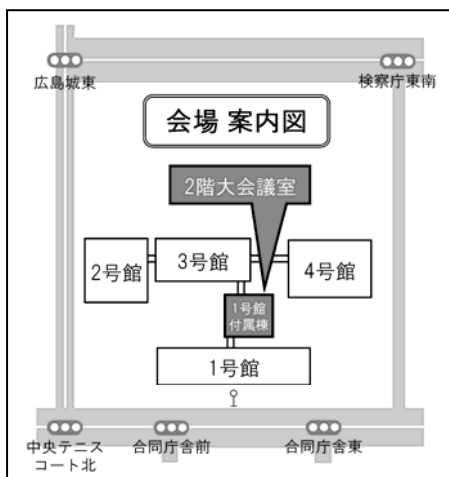 広島城東
検察庁東南
会場 案内図
2階大会議室
2号館
3号館
4号館
1号館
付属棟
1号館
中央テニス
コート北
合同庁舎前
合同庁舎東